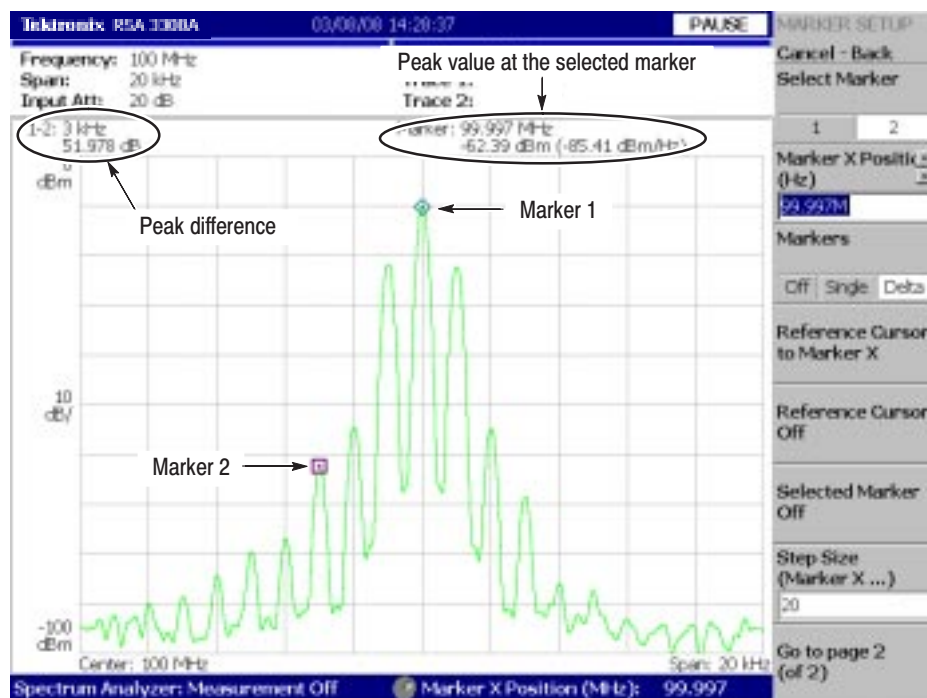 Tektronix RSA 3300A 03/08/08 14:28:37 PAUSE
MARKER SETUP
Frequency: 100 MHz
Span: 20 kHz
Input Att: 20 dB
Peak value at the selected marker
Trace 2:
Cancel - Back
Select Marker
1 2
1-2: 3 kHz
51.978 dB
Marker: 99.997 MHz
-62.39 dBm (-85.41 dBm/Hz)
dBm
Marker X
(Hz)
99.997M
Peak difference
Marker 1
Markers
Off Single Delta
Reference Cursor
to Marker X
10
dB/
Reference Cursor
Off
Marker 2
Selected Marker
Off
Step Size
(Marker X ...)
20
-100
dBm
Center: 100 MHz
Span: 20 kHz
Go to page 2
(of 2)
Spectrum Analyzer: Measurement Off
Marker X Position (MHz): 99.997